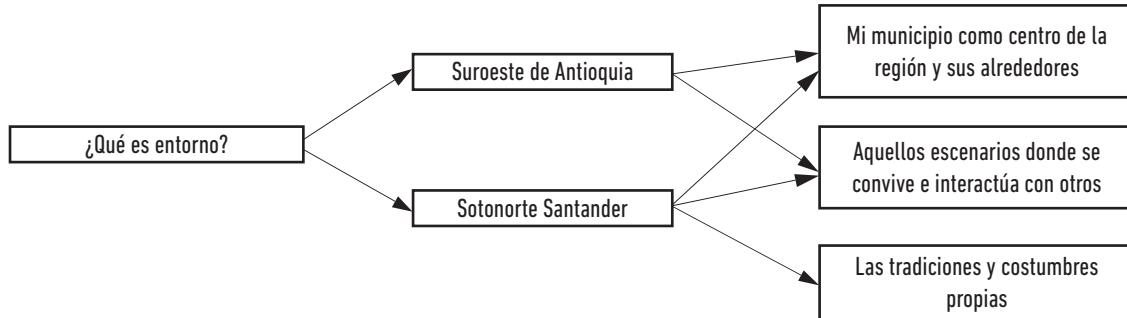 ¿Qué es entorno?
Suroeste de Antioquia
Sotonorte Santander
Mi municipio como centro de la
región y sus alrededores
Aquellos escenarios donde se
convive e interactúa con otros
Las tradiciones y costumbres
propias